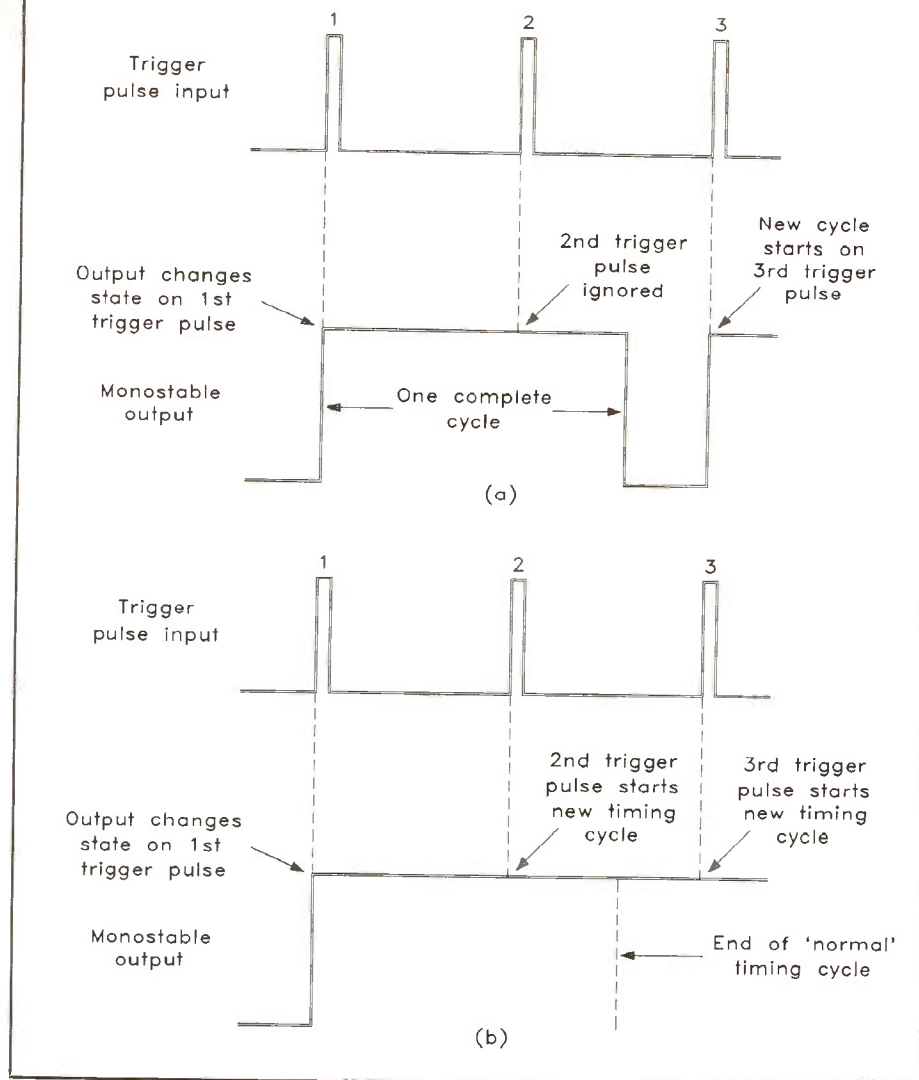 1 2 3
Trigger
pulse input
New cycle
starts on
3rd trigger
pulse
2nd trigger
pulse
ignored
Output changes
state on 1st
trigger pulse
Monostable
output
One complete
cycle
(a)
1 2 3
Trigger
pulse input
2nd trigger
pulse starts
new timing
cycle
3rd trigger
pulse starts
new timing
cycle
Output changes
state on 1st
trigger pulse
Monostable
output
End of 'normal'
timing cycle
(b)